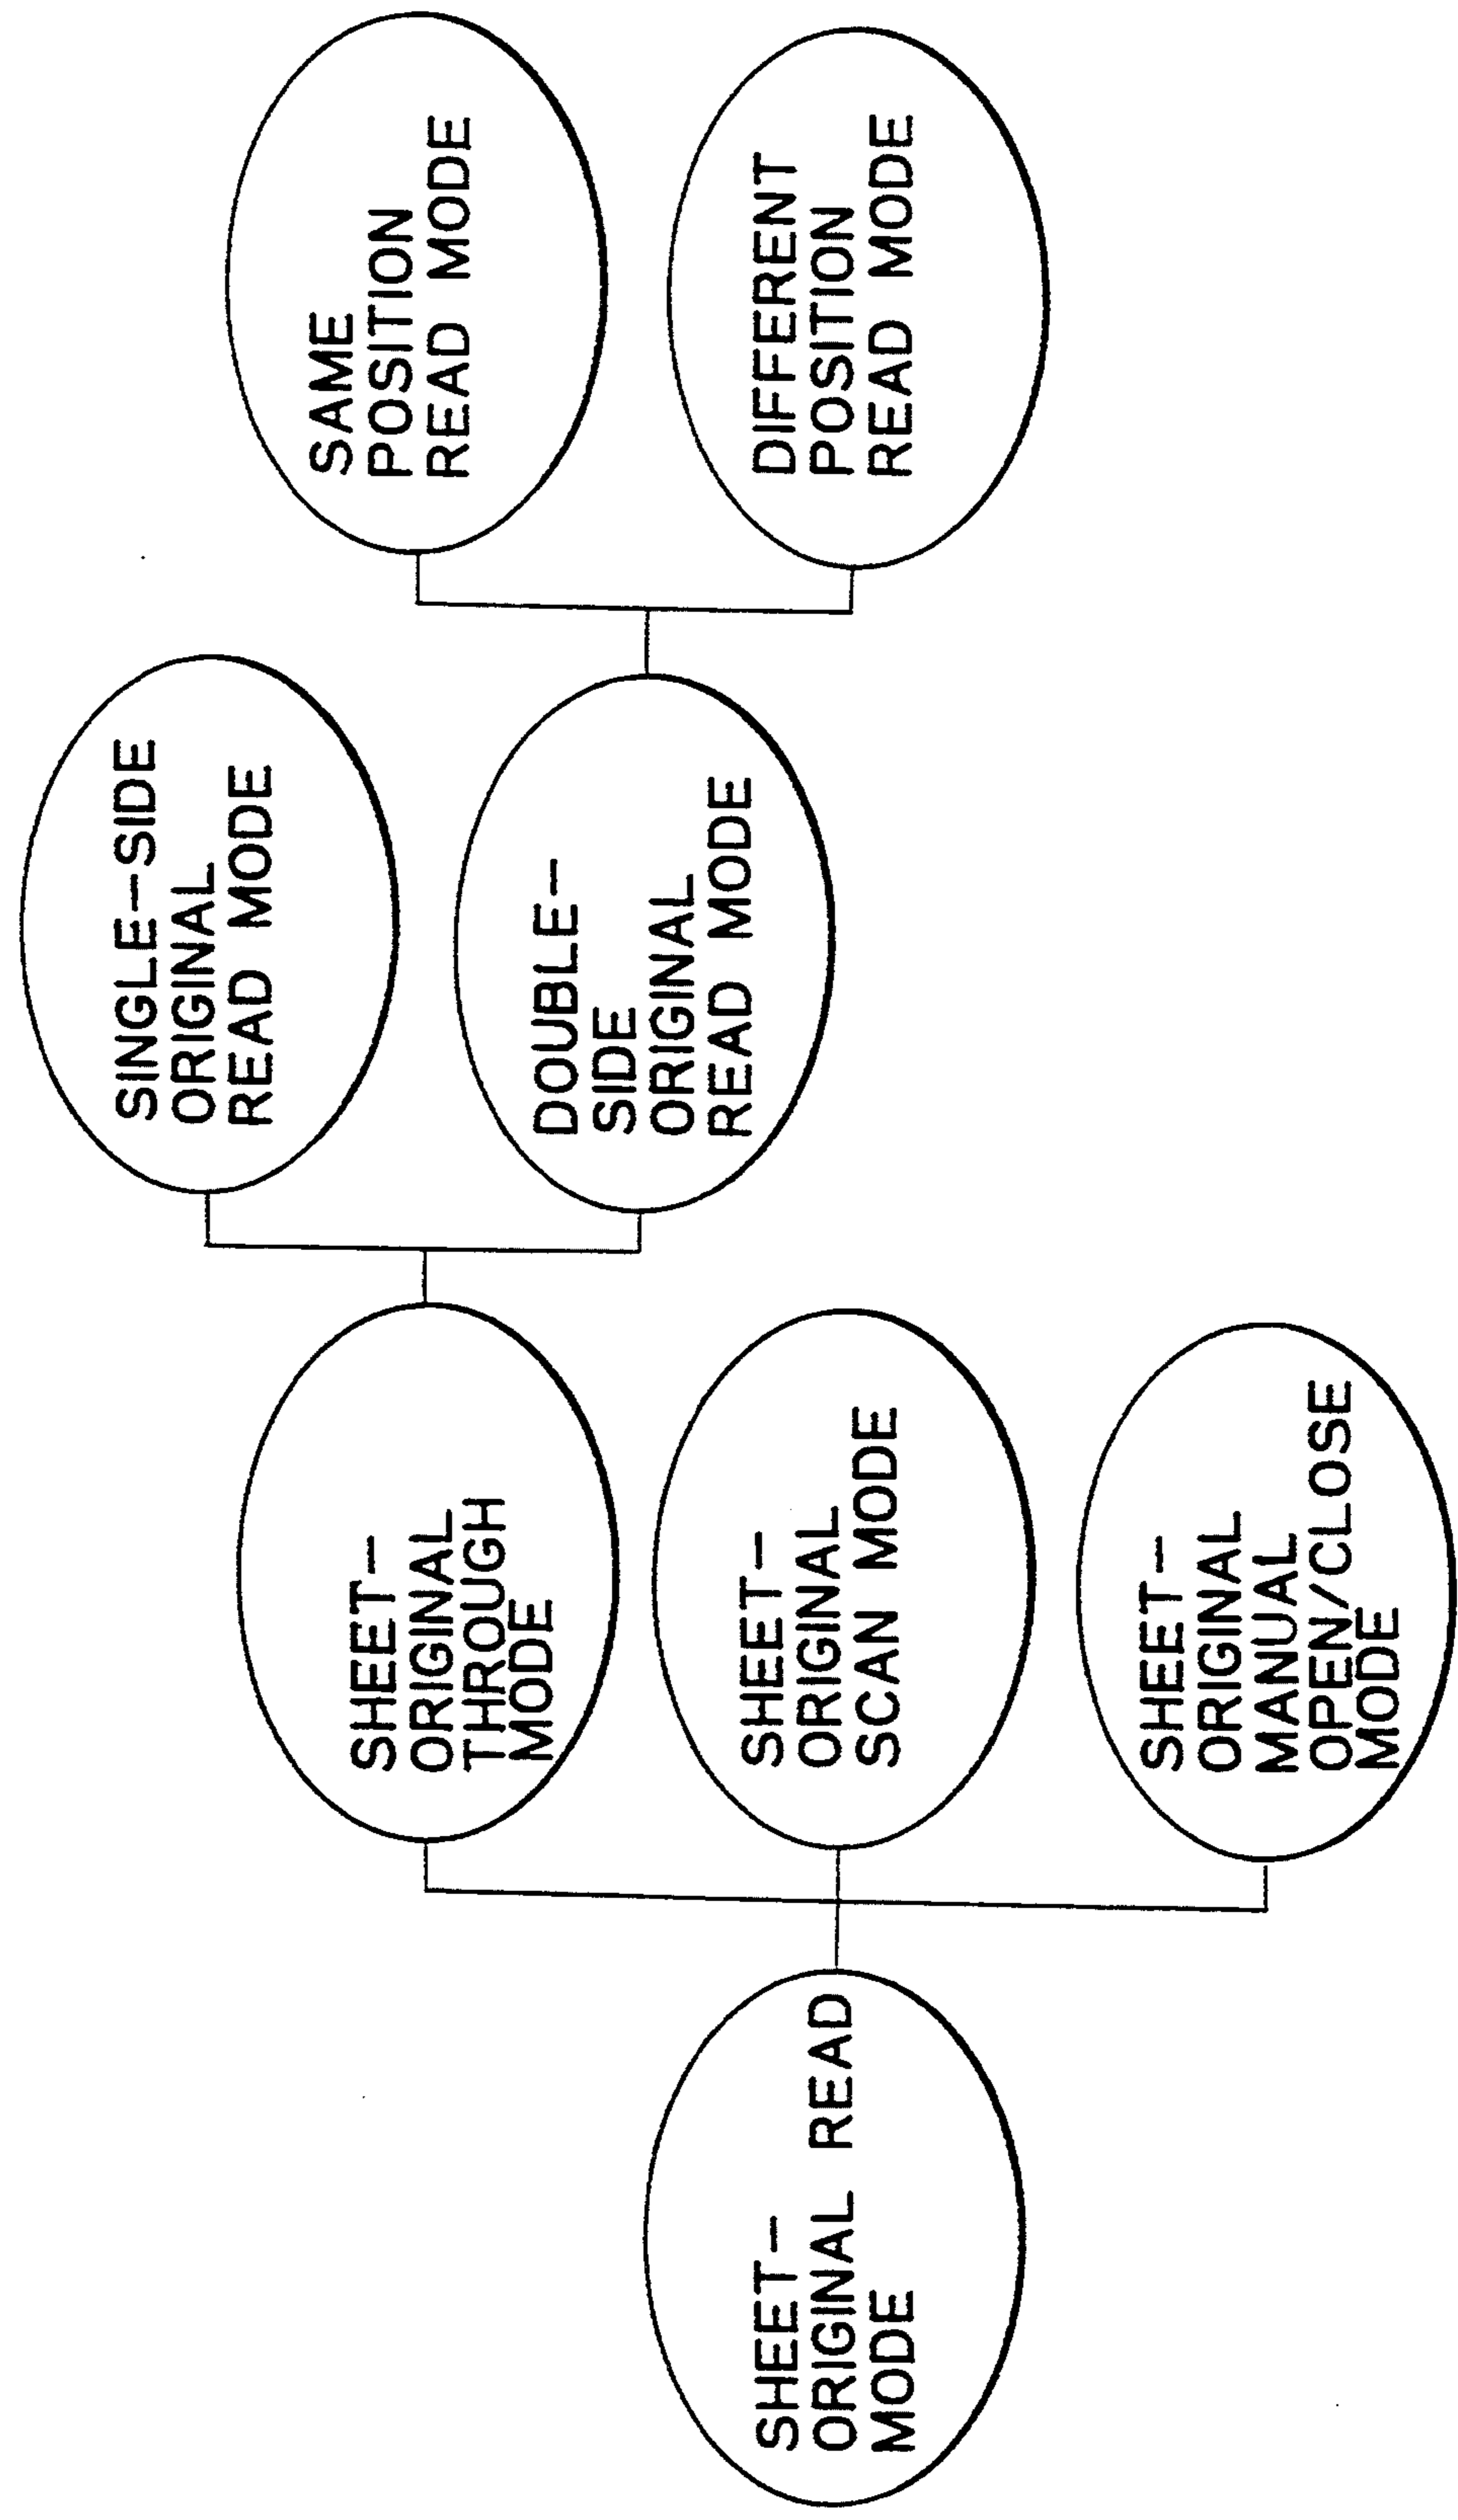 SHEET-
ORIGINAL READ
MODE
SHEET-
ORIGINAL
THROUGH
MODE
SHEET-
ORIGINAL
SCAN MODE
SHEET-
ORIGINAL
MANUAL
OPEN/CLOSE
MODE
SINGLE-SIDE
ORIGINAL
READ MODE
DOUBLE-
SIDE
ORIGINAL
READ MODE
SAME
POSITION
READ MODE
DIFFERENT
POSITION
READ MODE